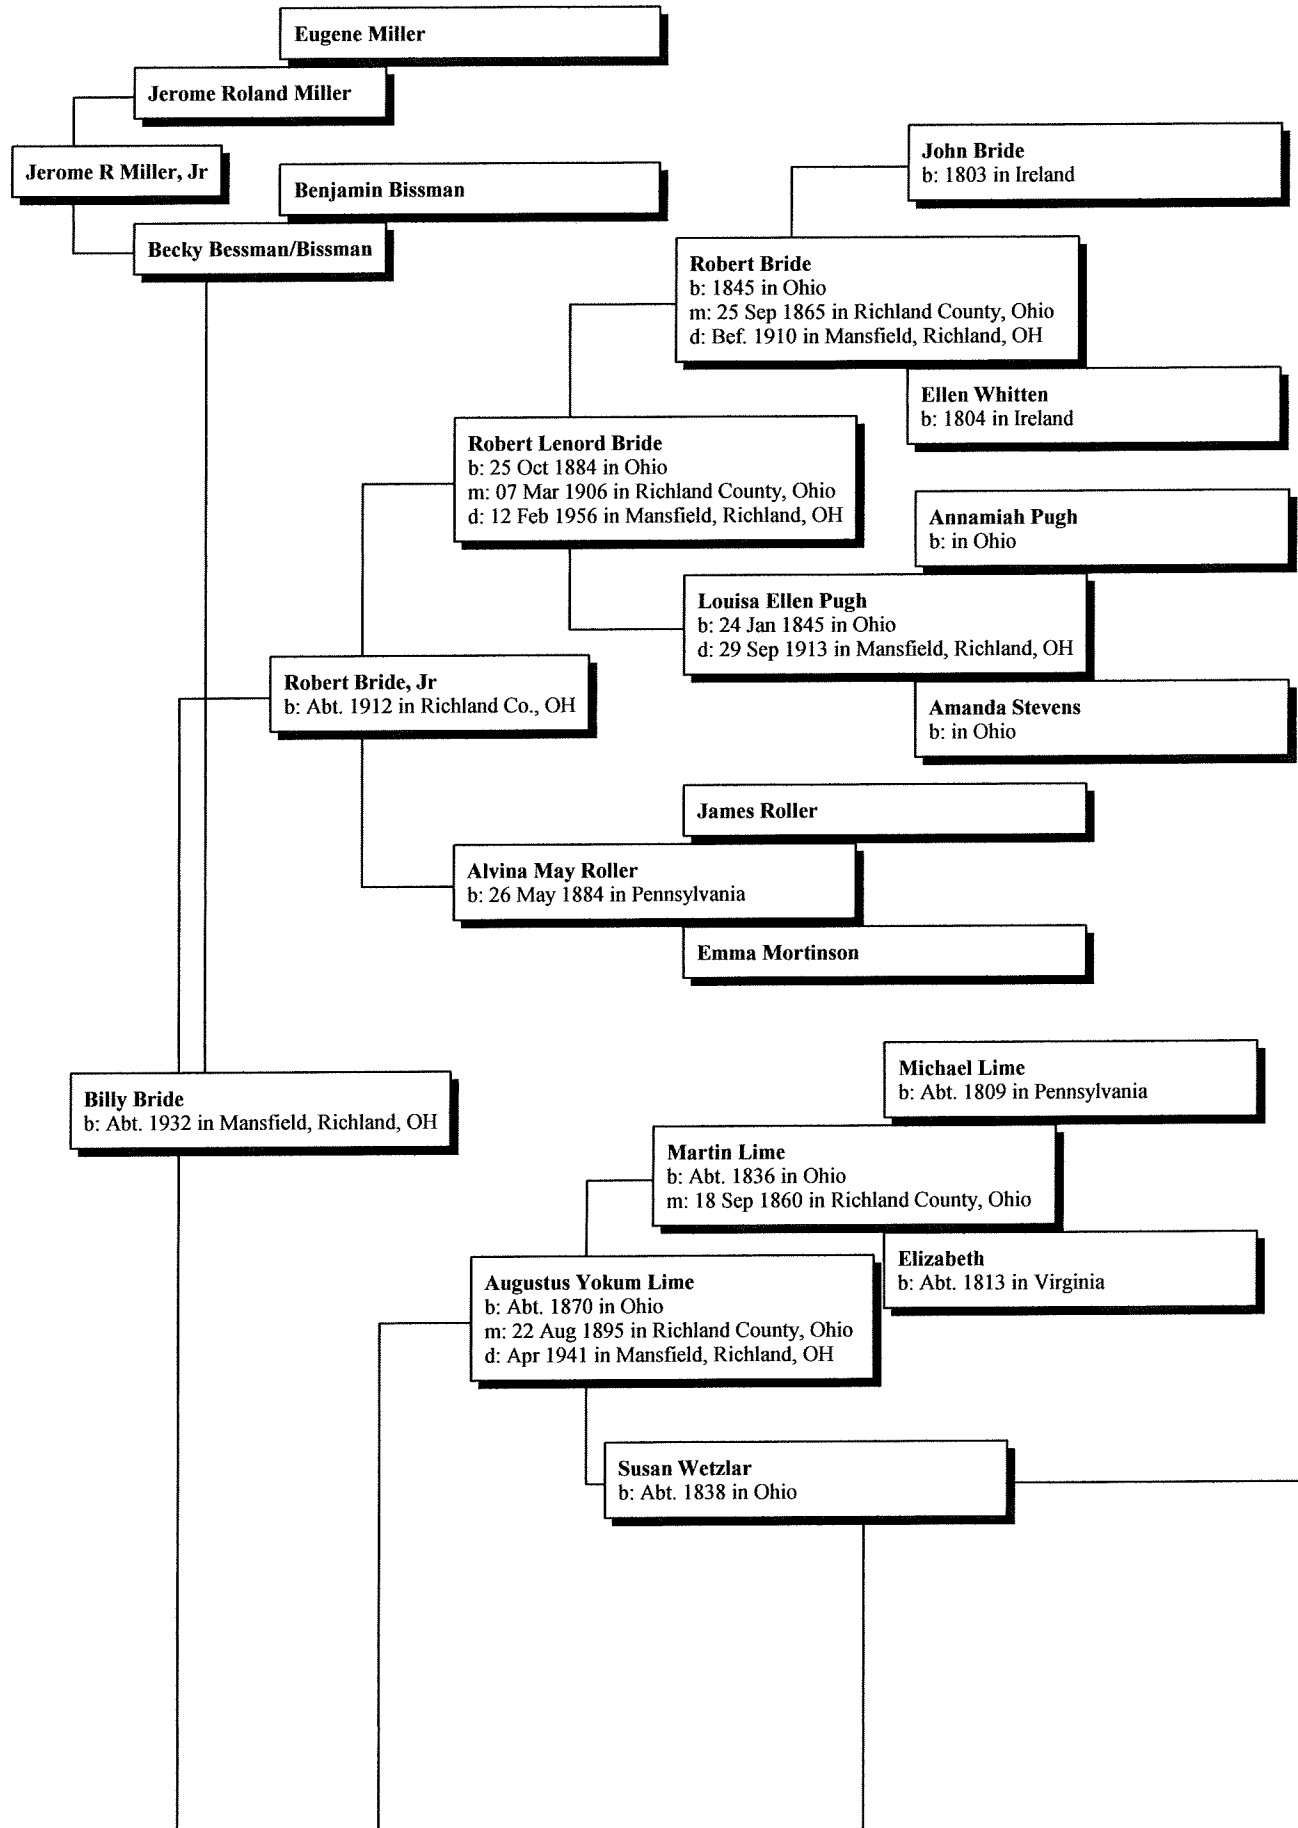 Eugene Miller
Jerome Roland Miller
John Bride
b: 1803 in Ireland
Jerome R Miller, Jr
Benjamin Bissman
Becky Bessman/Bissman
Robert Bride
b: 1845 in Ohio
m: 25 Sep 1865 in Richland County, Ohio
d: Bef. 1910 in Mansfield, Richland, OH
Ellen Whitten
b: 1804 in Ireland
Robert Lenord Bride
b: 25 Oct 1884 in Ohio
m: 07 Mar 1906 in Richland County, Ohio
d: 12 Feb 1956 in Mansfield, Richland, OH
Annamiah Pugh
b: in Ohio
Louisa Ellen Pugh
b: 24 Jan 1845 in Ohio
d: 29 Sep 1913 in Mansfield, Richland, OH
Robert Bride, Jr
b: Abt. 1912 in Richland Co., OH
Amanda Stevens
b: in Ohio
James Roller
Alvina May Roller
b: 26 May 1884 in Pennsylvania
Emma Mortinson
Michael Lime
b: Abt. 1809 in Pennsylvania
Billy Bride
b: Abt. 1932 in Mansfield, Richland, OH
Martin Lime
b: Abt. 1836 in Ohio
m: 18 Sep 1860 in Richland County, Ohio
Elizabeth
b: Abt. 1813 in Virginia
Augustus Yokum Lime
b: Abt. 1870 in Ohio
m: 22 Aug 1895 in Richland County, Ohio
d: Apr 1941 in Mansfield, Richland, OH
Susan Wetzlar
b: Abt. 1838 in Ohio